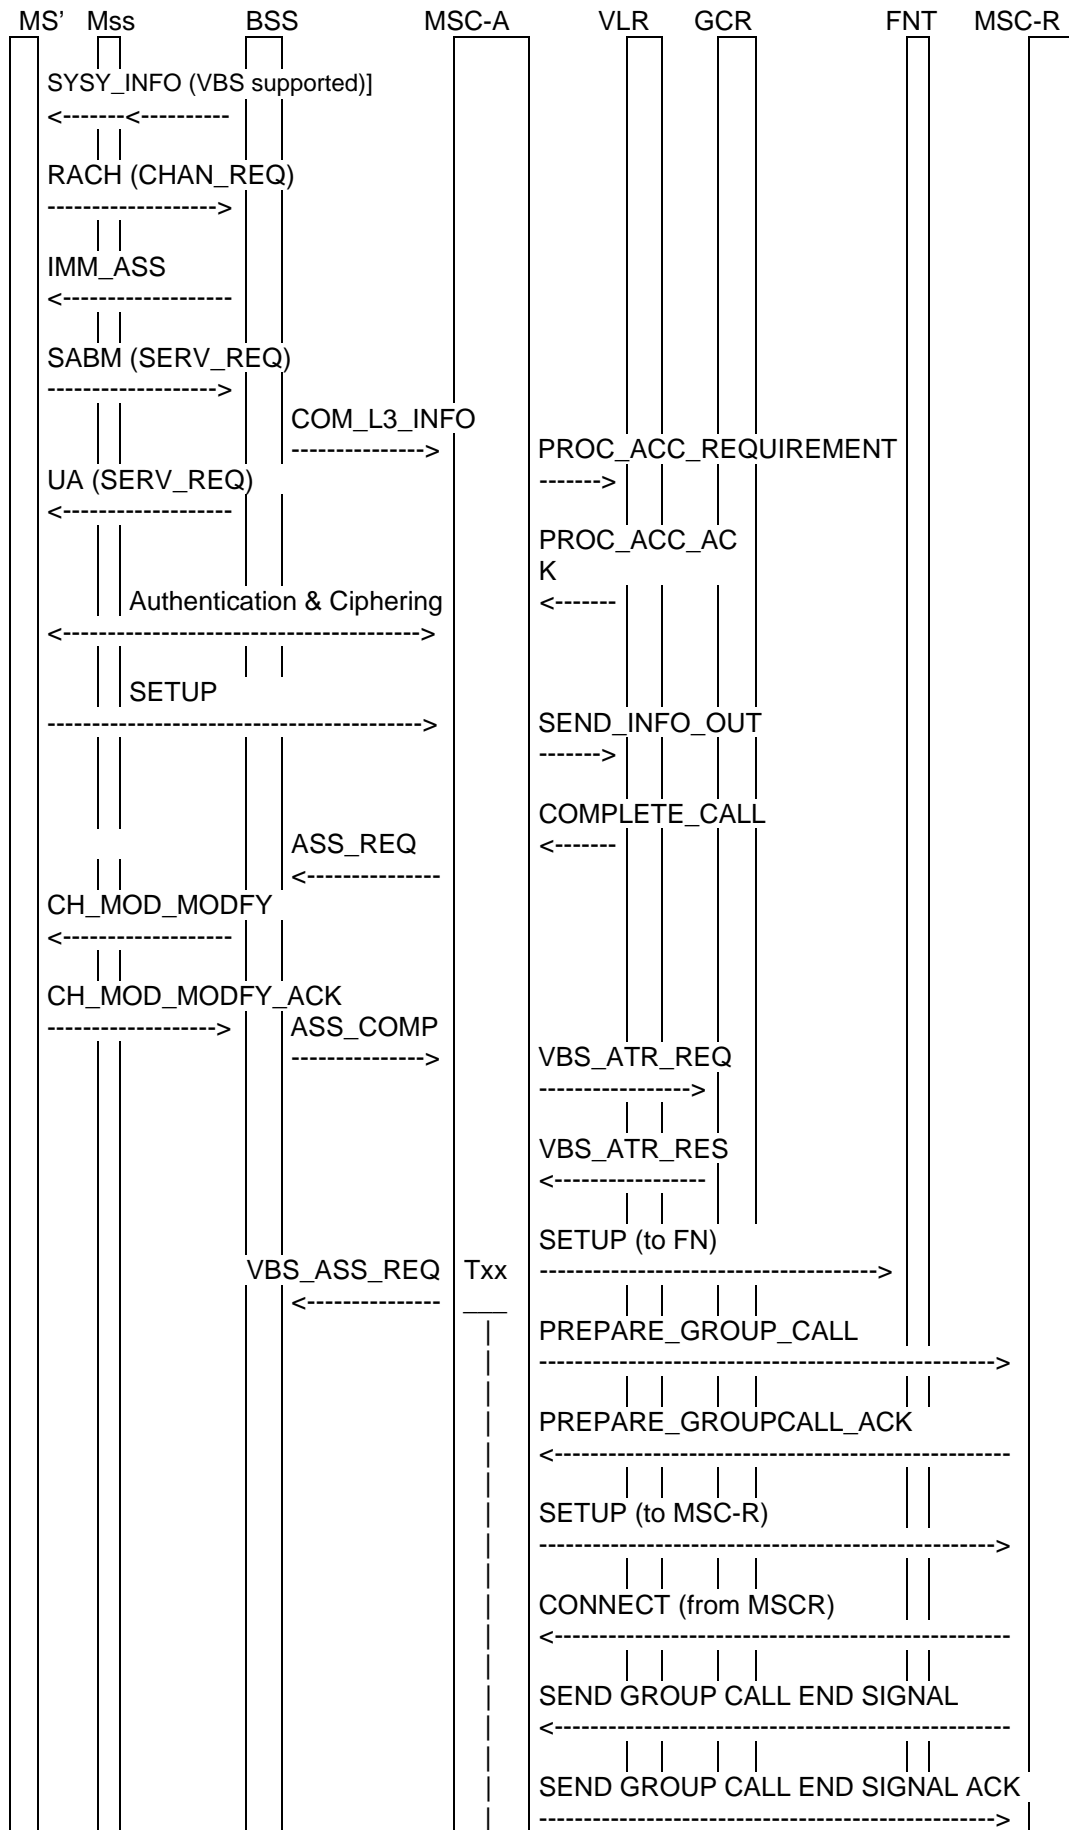 MS’ Mss BSS MSC-A VLR GCR FNT MSC-R
SYSY_INFO (VBS supported)]
<-------<----------
RACH (CHAN_REQ)
------------------->
IMM_ASS
<-------------------
SABM (SERV_REQ)
------------------->
COM_L3_INFO
--------------->
PROC_ACC_REQUIREMENT
------->
UA (SERV_REQ)
<-------------------
PROC_ACC_AC
K
<-------
Authentication & Ciphering
<---------------------------------------->
SETUP
------------------------------------------>
SEND_INFO_OUT
------->
COMPLETE_CALL
<-------
ASS_REQ
<---------------
CH_MOD_MODFY
<-------------------
CH_MOD_MODFY_ACK
------------------->
ASS_COMP
--------------->
VBS_ATR_REQ
----------------->
VBS_ATR_RES
<-----------------
SETUP (to FN)
-------------------------------------->
VBS_ASS_REQ Txx
<--------------- ___
PREPARE_GROUP_CALL
--------------------------------------------------->
PREPARE_GROUPCALL_ACK
<---------------------------------------------------
SETUP (to MSC-R)
--------------------------------------------------->
CONNECT (from MSCR)
<---------------------------------------------------
SEND GROUP CALL END SIGNAL
<---------------------------------------------------
SEND GROUP CALL END SIGNAL ACK
--------------------------------------------------->